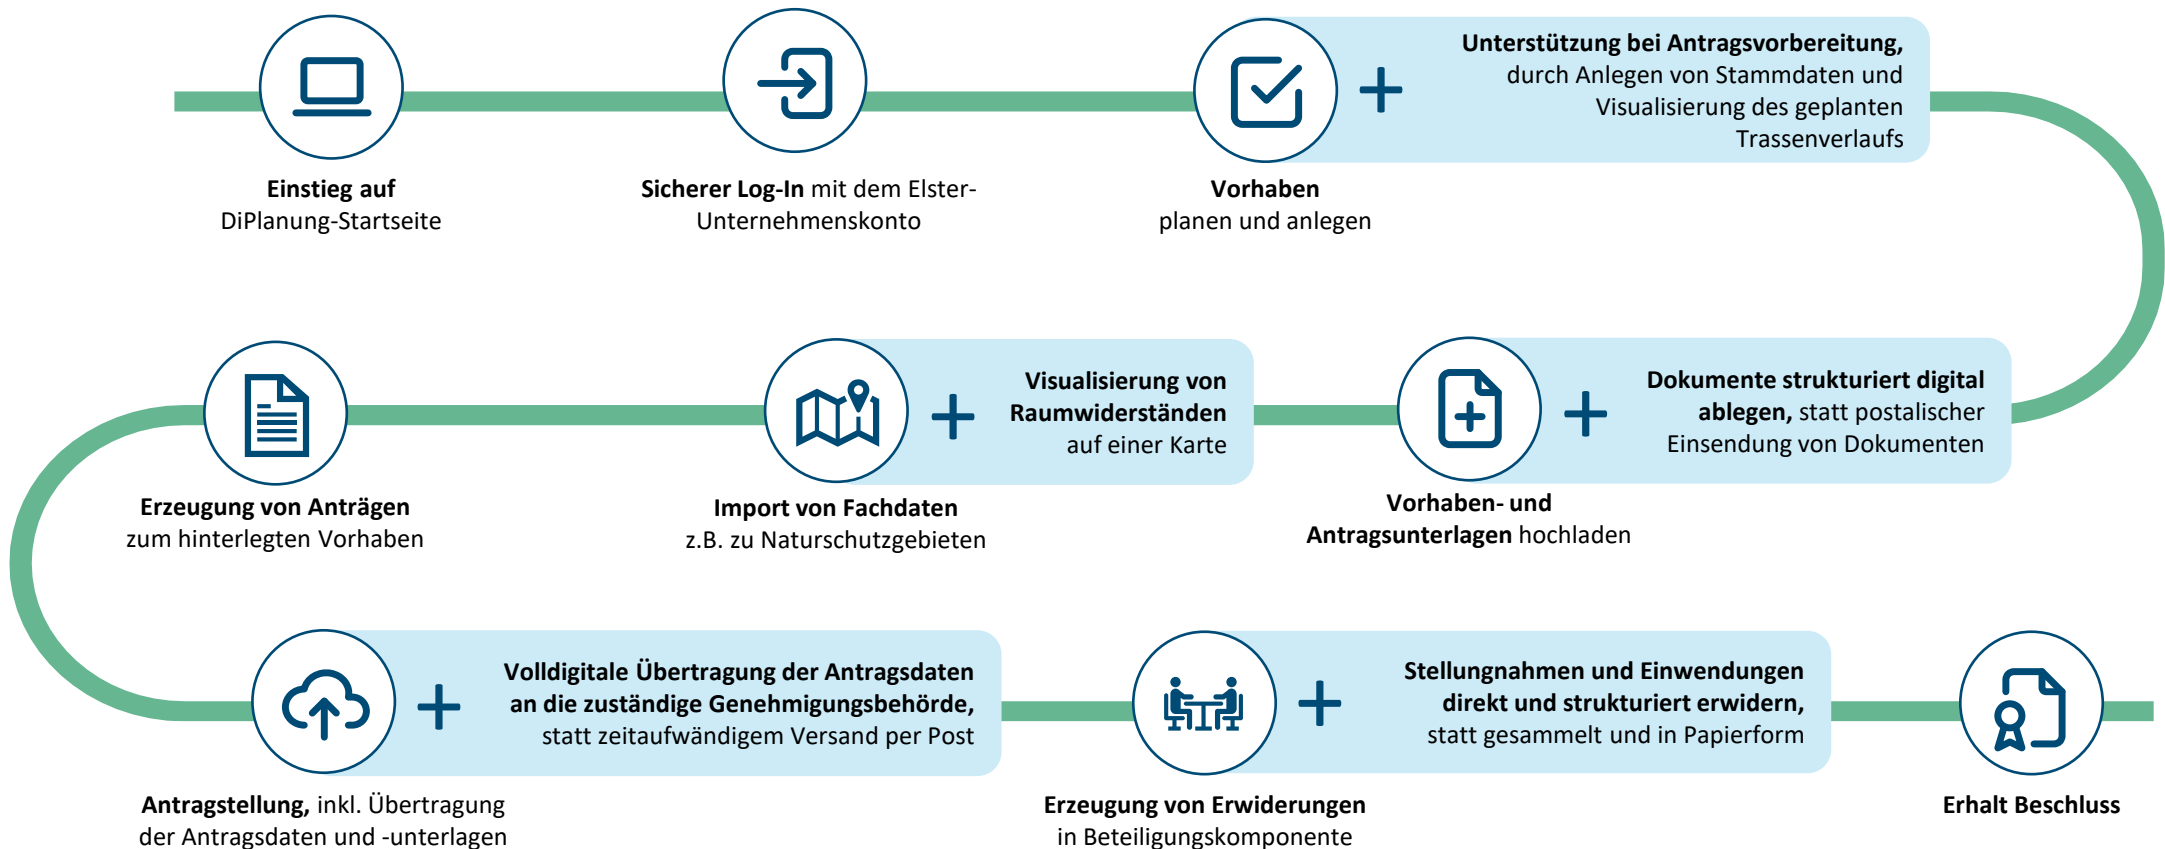 Unterstützung bei Antragsvorbereitung,
durch Anlegen von Stammdaten und
Visualisierung des geplanten
Trassenverlaufs
Einstieg auf
DiPlanung-Startseite
Sicherer Log-In mit dem Elster-
Unternehmenskonto
Vorhaben
planen und anlegen
Dokumente strukturiert digital
ablegen, statt postalischer
Einsendung von Dokumenten
Vorhaben- und
Antragsunterlagen hochladen
Visualisierung von
Raumwiderständen
auf einer Karte
Import von Fachdaten
z.B. zu Naturschutzgebieten
Erzeugung von Anträgen
zum hinterlegten Vorhaben
Volldigitale Übertragung der Antragsdaten
an die zuständige Genehmigungsbehörde,
statt zeitaufwändigem Versand per Post
Antragstellung, inkl. Übertragung
der Antragsdaten und -unterlagen
Stellungnahmen und Einwendungen
direkt und strukturiert erwidern,
statt gesammelt und in Papierform
Erzeugung von Erwiderungen
in Beteiligungskomponente
Erhalt Beschluss